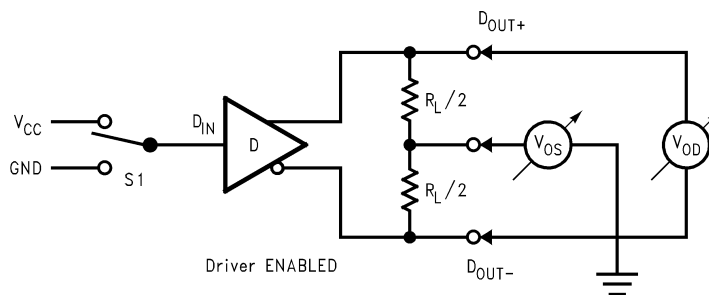 DOUT+
VCC
DIN
RL/2
D
VOS
VOD
GND
S1
RL/2
Driver ENABLED
DOUT-